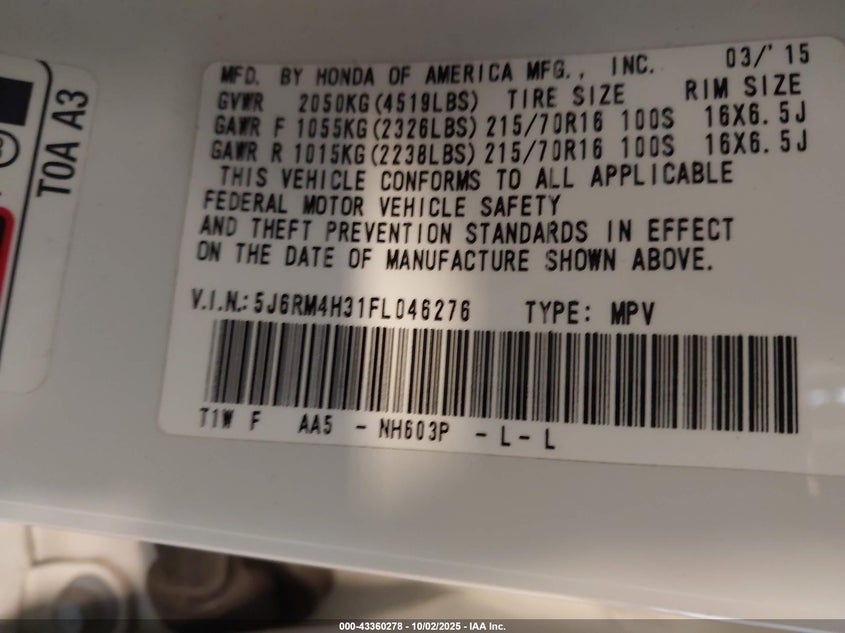 TOA A3
MFD. BY HONDA OF AMERICA MFG., INC. 03/'15
GVWR 2050KG(4519LBS) TIRE SIZE RIM SIZE
GAWR F 1055KG(2326LBS) 215/70R16 100S 16X6.5J
GAWR R 1015KG(2238LBS) 215/70R16 100S 16X6.5J
THIS VEHICLE CONFORMS TO ALL APPLICABLE
FEDERAL MOTOR VEHICLE SAFETY
AND THEFT PREVENTION STANDARDS IN EFFECT
ON THE DATE OF MANUFACTURE SHOWN ABOVE.
V.I.N.: 5J6RM4H31FL046276 TYPE: MPV
T1W F AA5 - NH603P - L - L
000-43360278 - 10/02/2025 - IAA Inc.